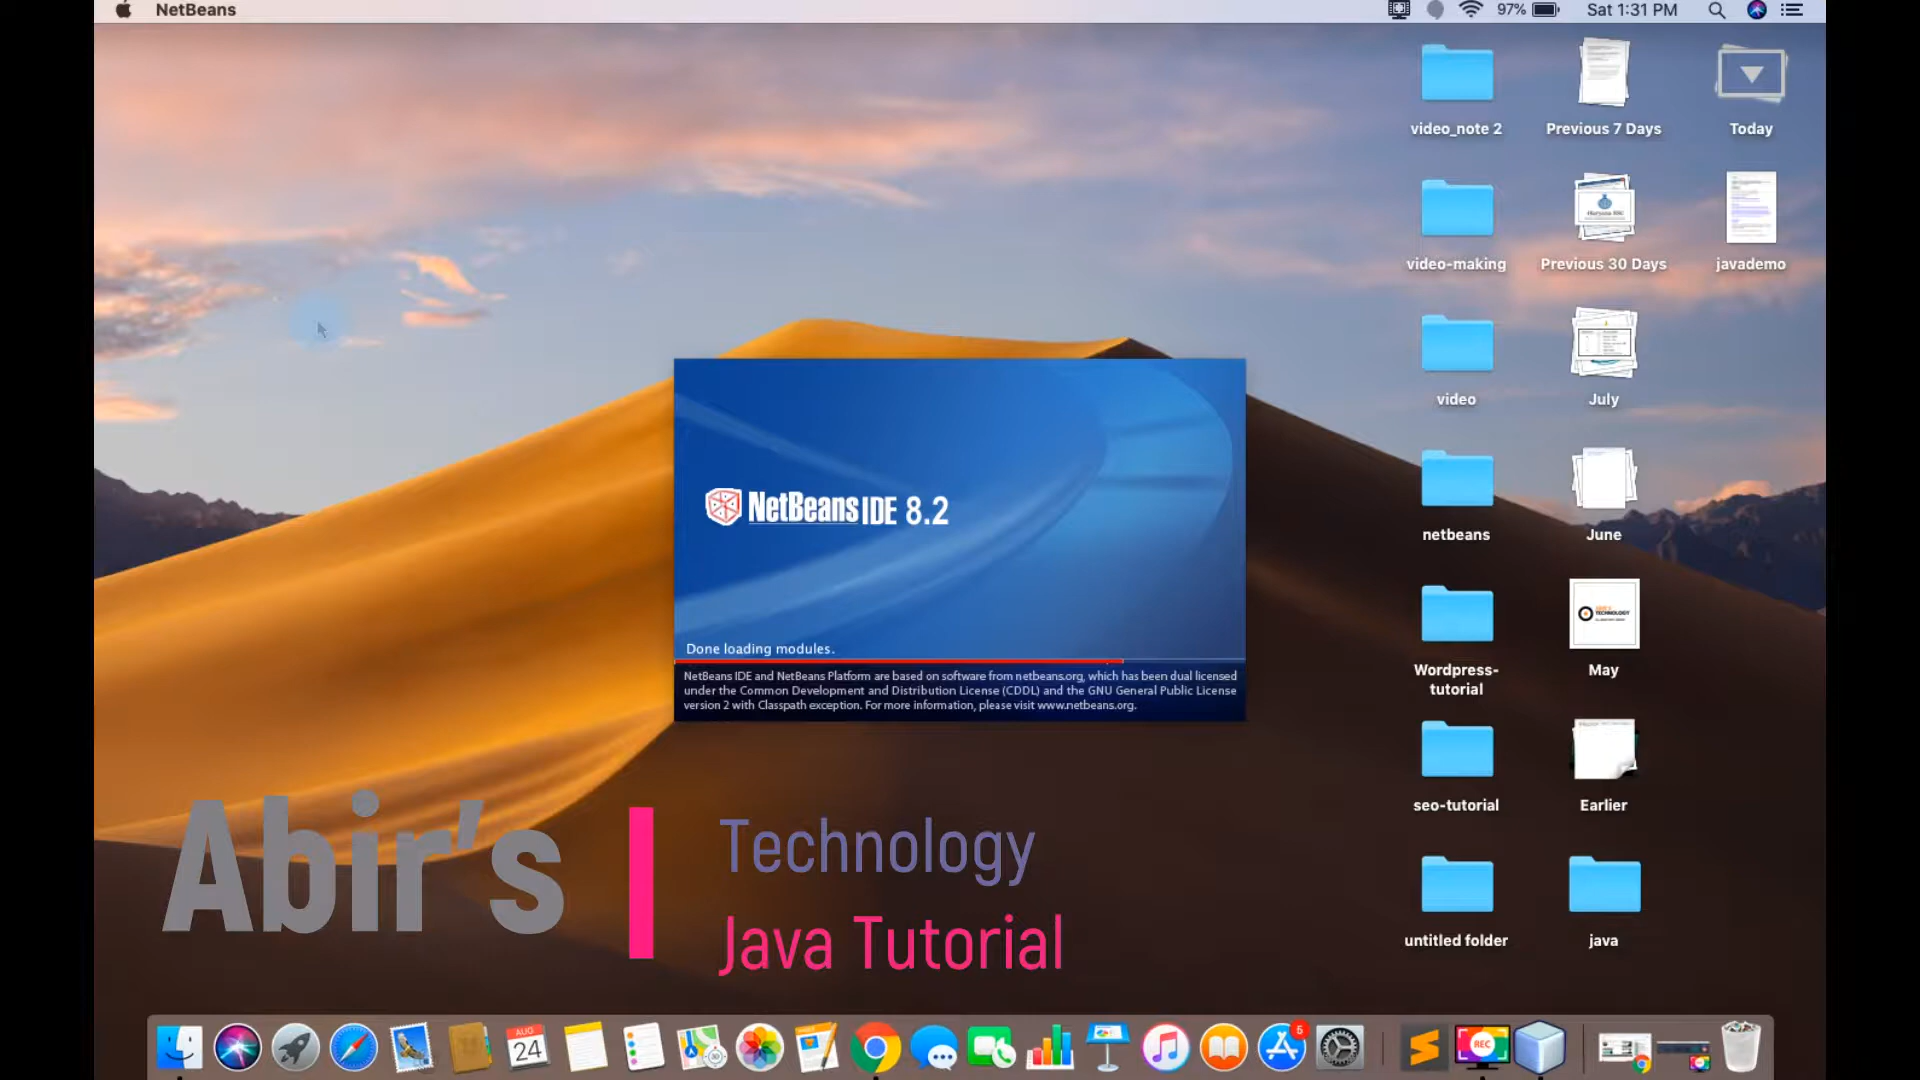 NetBeans
97%
Sat 1:31 PM
video_note 2
Previous 7 Days
Today
video-making
Previous 30 Days
javademo
video
July
netbeans
June
Wordpress-
tutorial
May
seo-tutorial
Earlier
untitled folder
java
NetBeans IDE 8.2
Done loading modules.
NetBeans IDE and NetBeans Platform are based on software from netbeans.org, which has been dual licensed
under the Common Development and Distribution License (CDDL) and the GNU General Public License
version 2 with Classpath exception. For more information, please visit www.netbeans.org.
Abir's
Technology
Java Tutorial
AUG
24
5
REC